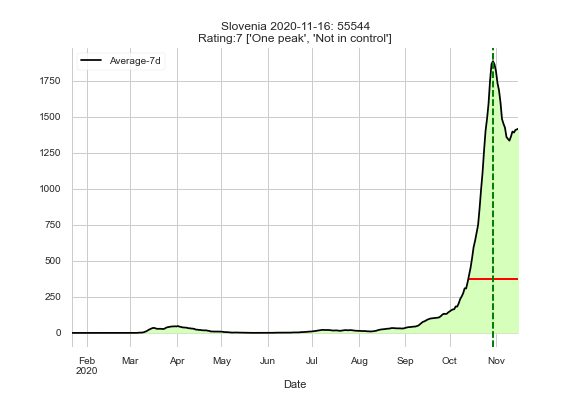 Slovenia 2020-11-16: 55544
Rating:7 ['One peak', 'Not in control']
Average-7d
1750
1500
1250
1000
750
500
250
0
Feb Mar Apr May Jun Jul Aug Sep Oct Nov
2020
Date